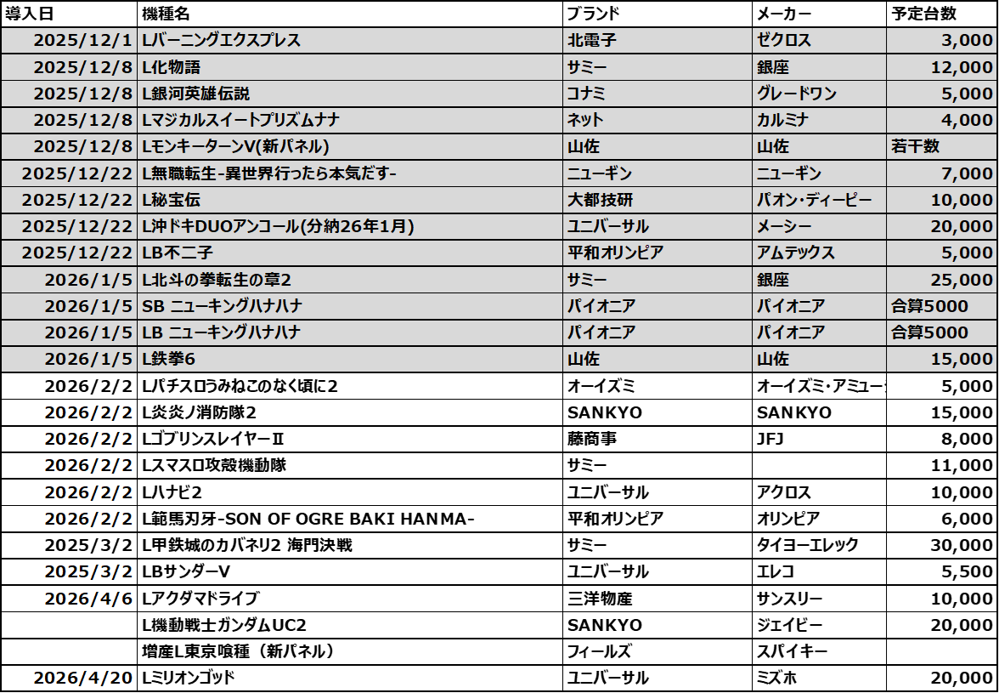 導入日 機種名 ブランド メーカー 予定台数
2025/12/1 Lバーニングエクスプレス 北電子 ゼクロス 3,000
2025/12/8 L化物語 サミー 銀座 12,000
2025/12/8 L銀河英雄伝説 コナミ グレードワン 5,000
2025/12/8 Lマジカルスイートプリズムナナ ネット カルミナ 4,000
2025/12/8 LモンキーターンV(新パネル) 山佐 山佐 若干数
2025/12/22 L無職転生-異世界行ったら本気だす- ニューギン ニューギン 7,000
2025/12/22 L秘宝伝 大都技研 パオン・ディーピー 10,000
2025/12/22 L沖ドキDUOアンコール(分納26年1月) ユニバーサル メーシー 20,000
2025/12/22 LB不二子 平和オリンピア アムテックス 5,000
2026/1/5 L北斗の拳転生の章2 サミー 銀座 25,000
2026/1/5 SB ニューキングハナハナ パイオニア パイオニア 合算5000
2026/1/5 LB ニューキングハナハナ パイオニア パイオニア 合算5000
2026/1/5 L鉄拳6 山佐 山佐 15,000
2026/2/2 Lパチスロうみねこのなく頃に2 オーイズミ オーイズミ・アミュー 5,000
2026/2/2 L炎炎ノ消防隊2 SANKYO SANKYO 15,000
2026/2/2 LゴブリンスレイヤーⅡ 藤商事 JFJ 8,000
2026/2/2 Lスマスロ攻殻機動隊 サミー 11,000
2026/2/2 Lハナビ2 ユニバーサル アクロス 10,000
2026/2/2 L範馬刃牙-SON OF OGRE BAKI HANMA- 平和オリンピア オリンピア 6,000
2025/3/2 L甲鉄城のカバネリ2 海門決戦 サミー タイヨーエレック 30,000
2025/3/2 LBサンダーV ユニバーサル エレコ 5,500
2026/4/6 Lアクダマドライブ 三洋物産 サンスリー 10,000
L機動戦士ガンダムUC2 SANKYO ジェイビー 20,000
増産L東京喰種（新パネル） フィールズ スパイキー
2026/4/20 Lミリオンゴッド ユニバーサル ミズホ 20,000